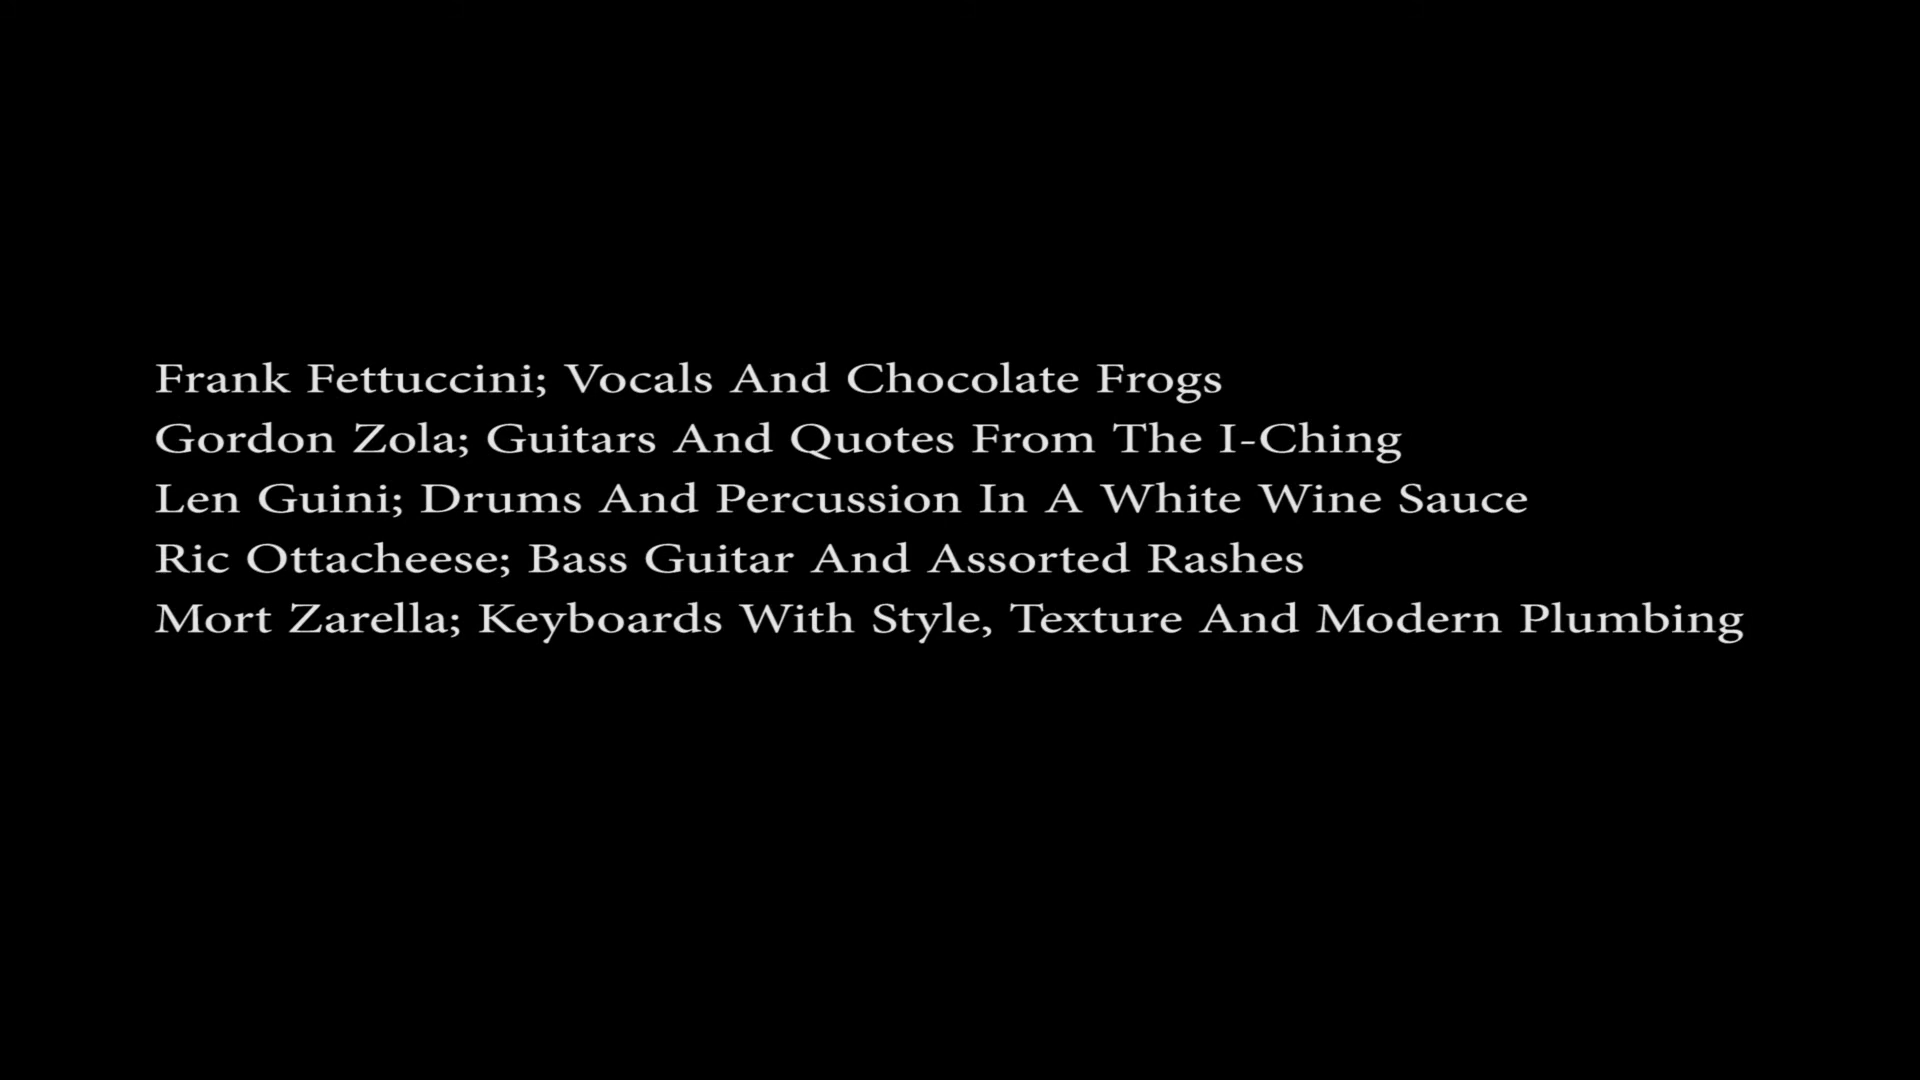 Frank Fettuccini; Vocals And Chocolate Frogs
Gordon Zola; Guitars And Quotes From The I-Ching
Len Guini; Drums And Percussion In A White Wine Sauce
Ric Ottacheese; Bass Guitar And Assorted Rashes
Mort Zarella; Keyboards With Style, Texture And Modern Plumbing